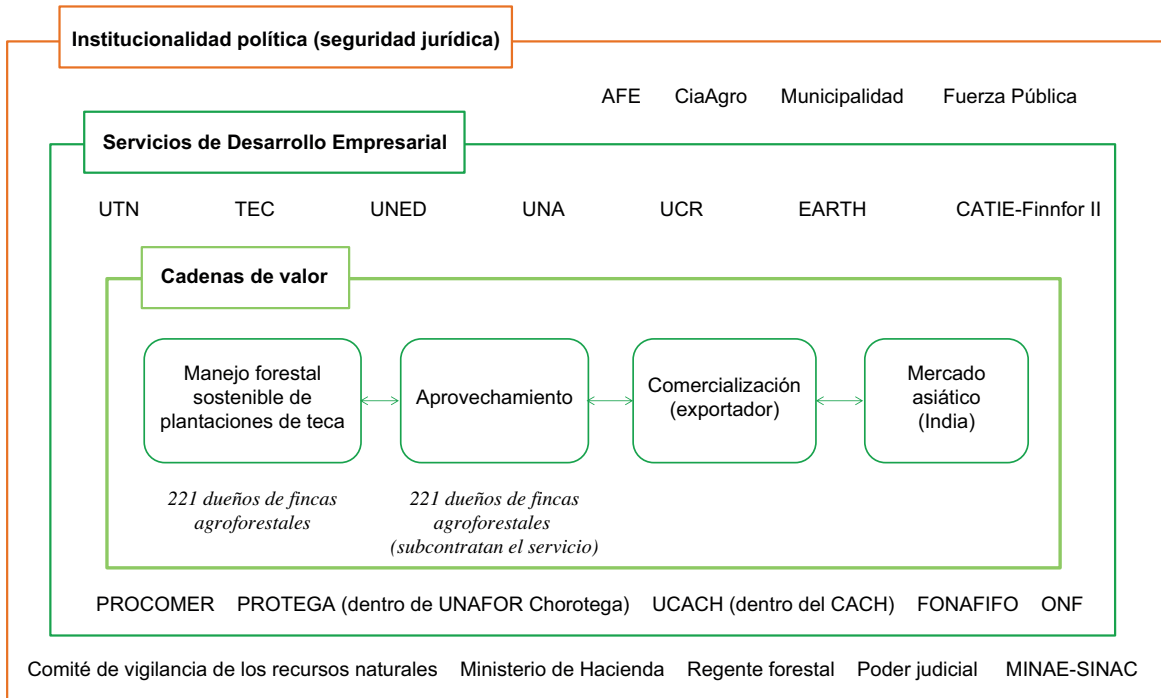 Institucionalidad política (seguridad jurídica)
AFE CiaAgro Municipalidad Fuerza Pública
Servicios de Desarrollo Empresarial
UTN TEC UNED UNA UCR EARTH CATIE-Finnfor II
Cadenas de valor
Manejo forestal
sostenible de
plantaciones de teca
Aprovechamiento
Comercialización
(exportador)
Mercado
asiático
(India)
221 dueños de fincas
agroforestales
221 dueños de fincas
agroforestales
(subcontratan el servicio)
PROCOMER PROTEGA (dentro de UNAFOR Chorotega) UCACH (dentro del CACH) FONAFIFO ONF
Comité de vigilancia de los recursos naturales Ministerio de Hacienda Regente forestal Poder judicial MINAE-SINAC